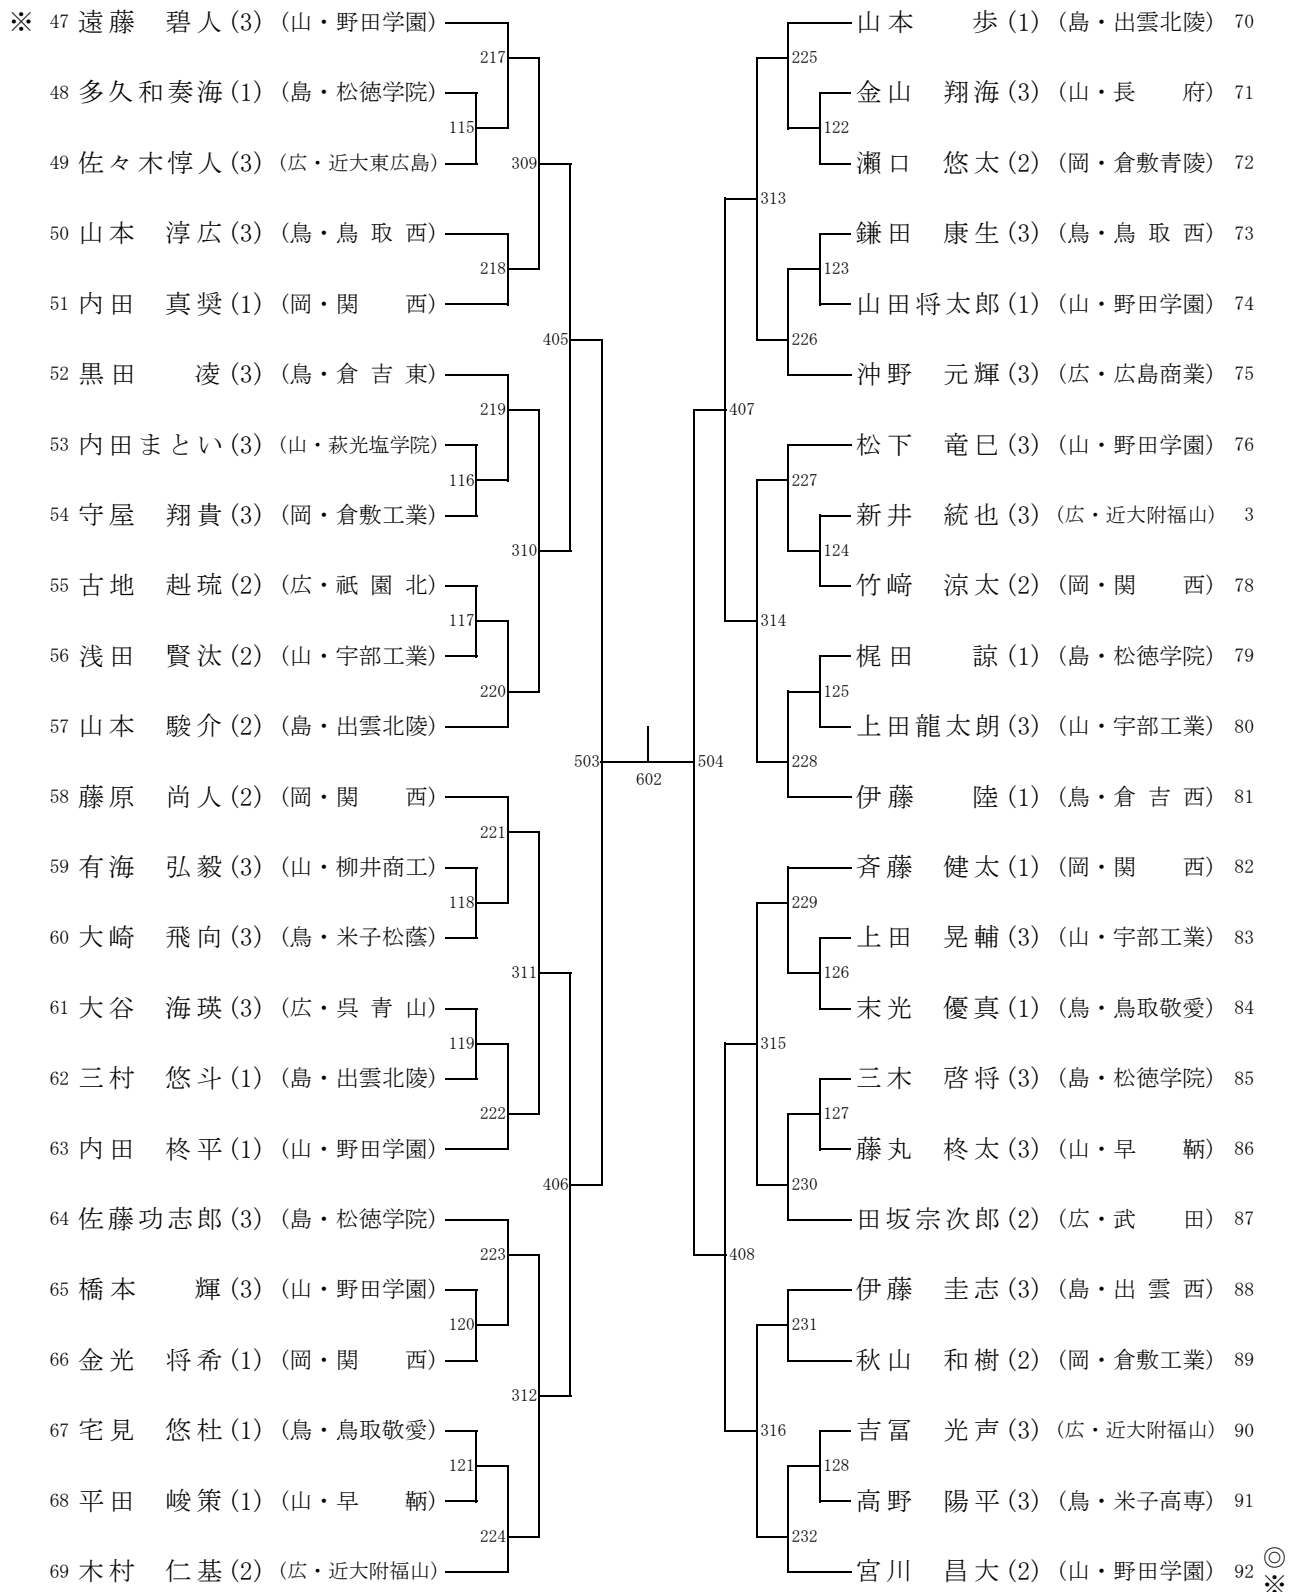 ※ 47 遠藤 碧人 (3) (山・野田学園)
217
48 多久和奏海 (1) (島・松徳学院)
115
49 佐々木惇人 (3) (広・近大東広島)
309
50 山本 淳広 (3) (鳥・鳥取西)
218
51 内田 真奨 (1) (岡・関西)
405
52 黒田 凌 (3) (鳥・倉吉東)
219
53 内田まとい (3) (山・萩光塩学院)
116
54 守屋 翔貴 (3) (岡・倉敷工業)
310
55 古地 赳琉 (2) (広・祇園北)
117
56 浅田 賢汰 (2) (山・宇部工業)
220
57 山本 駿介 (2) (島・出雲北陵)
503
58 藤原 尚人 (2) (岡・関西)
221
59 有海 弘毅 (3) (山・柳井商工)
118
60 大崎 飛向 (3) (鳥・米子松蔭)
311
61 大谷 海瑛 (3) (広・呉青山)
119
62 三村 悠斗 (1) (島・出雲北陵)
222
63 内田 柊平 (1) (山・野田学園)
406
64 佐藤功志郎 (3) (島・松徳学院)
223
65 橋本 輝 (3) (山・野田学園)
120
66 金光 将希 (1) (岡・関西)
312
67 宅見 悠杜 (1) (鳥・鳥取敬愛)
121
68 平田 峻策 (1) (山・早鞆)
224
69 木村 仁基 (2) (広・近大附福山)
602
山本 歩 (1) (島・出雲北陵) 70
225
金山 翔海 (3) (山・長府) 71
122
瀬口 悠太 (2) (岡・倉敷青陵) 72
313
鎌田 康生 (3) (鳥・鳥取西) 73
123
山田将太郎 (1) (山・野田学園) 74
226
沖野 元輝 (3) (広・広島商業) 75
407
松下 竜巳 (3) (山・野田学園) 76
227
新井 統也 (3) (広・近大附福山) 3
124
竹﨑 涼太 (2) (岡・関西) 78
314
梶田 諒 (1) (島・松徳学院) 79
125
上田龍太朗 (3) (山・宇部工業) 80
504
228
伊藤 陸 (1) (鳥・倉吉西) 81
斉藤 健太 (1) (岡・関西) 82
229
上田 晃輔 (3) (山・宇部工業) 83
126
末光 優真 (1) (鳥・鳥取敬愛) 84
315
三木 啓将 (3) (島・松徳学院) 85
127
藤丸 柊太 (3) (山・早鞆) 86
230
田坂宗次郎 (2) (広・武田) 87
408
伊藤 圭志 (3) (島・出雲西) 88
231
秋山 和樹 (2) (岡・倉敷工業) 89
316
吉冨 光声 (3) (広・近大附福山) 90
128
高野 陽平 (3) (鳥・米子高専) 91
232
宮川 昌大 (2) (山・野田学園) 92 ◎※